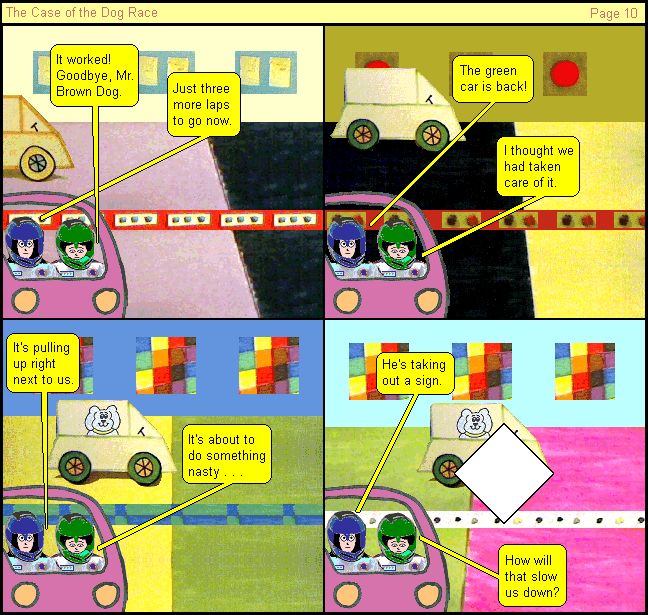 The Case of the Dog Race
Page 10
It worked!
Goodbye, Mr.
Brown Dog.
Just three
more laps
to go now.
The green
car is back!
I thought we
had taken
care of it.
It's pulling
up right
next to us.
It's about to
do something
nasty . . .
He's taking
out a sign.
How will
that slow
us down?